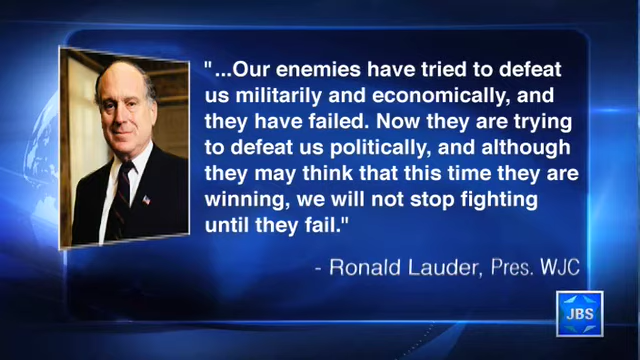 "...Our enemies have tried to defeat
us militarily and economically, and
they have failed. Now they are trying
to defeat us politically, and although
they may think that this time they are
winning, we will not stop fighting
until they fail."
- Ronald Lauder, Pres. WJC
JBS